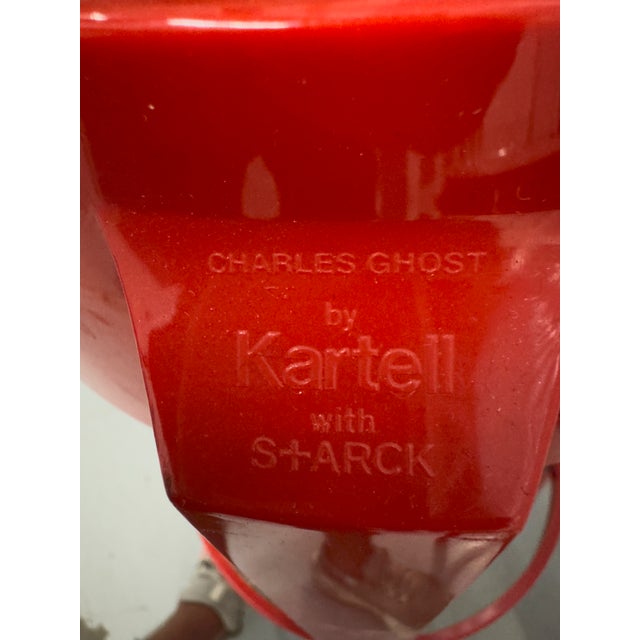 CHARLES GHOST
by
Kartell
with
S+ARCK